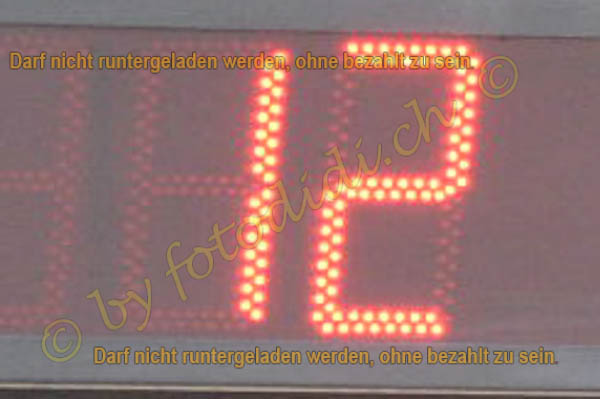 Darf nicht runtergeladen werden, ohne bezahlt zu sein.
12
© by fotodidi.ch ©
Darf nicht runtergeladen werden, ohne bezahlt zu sein.